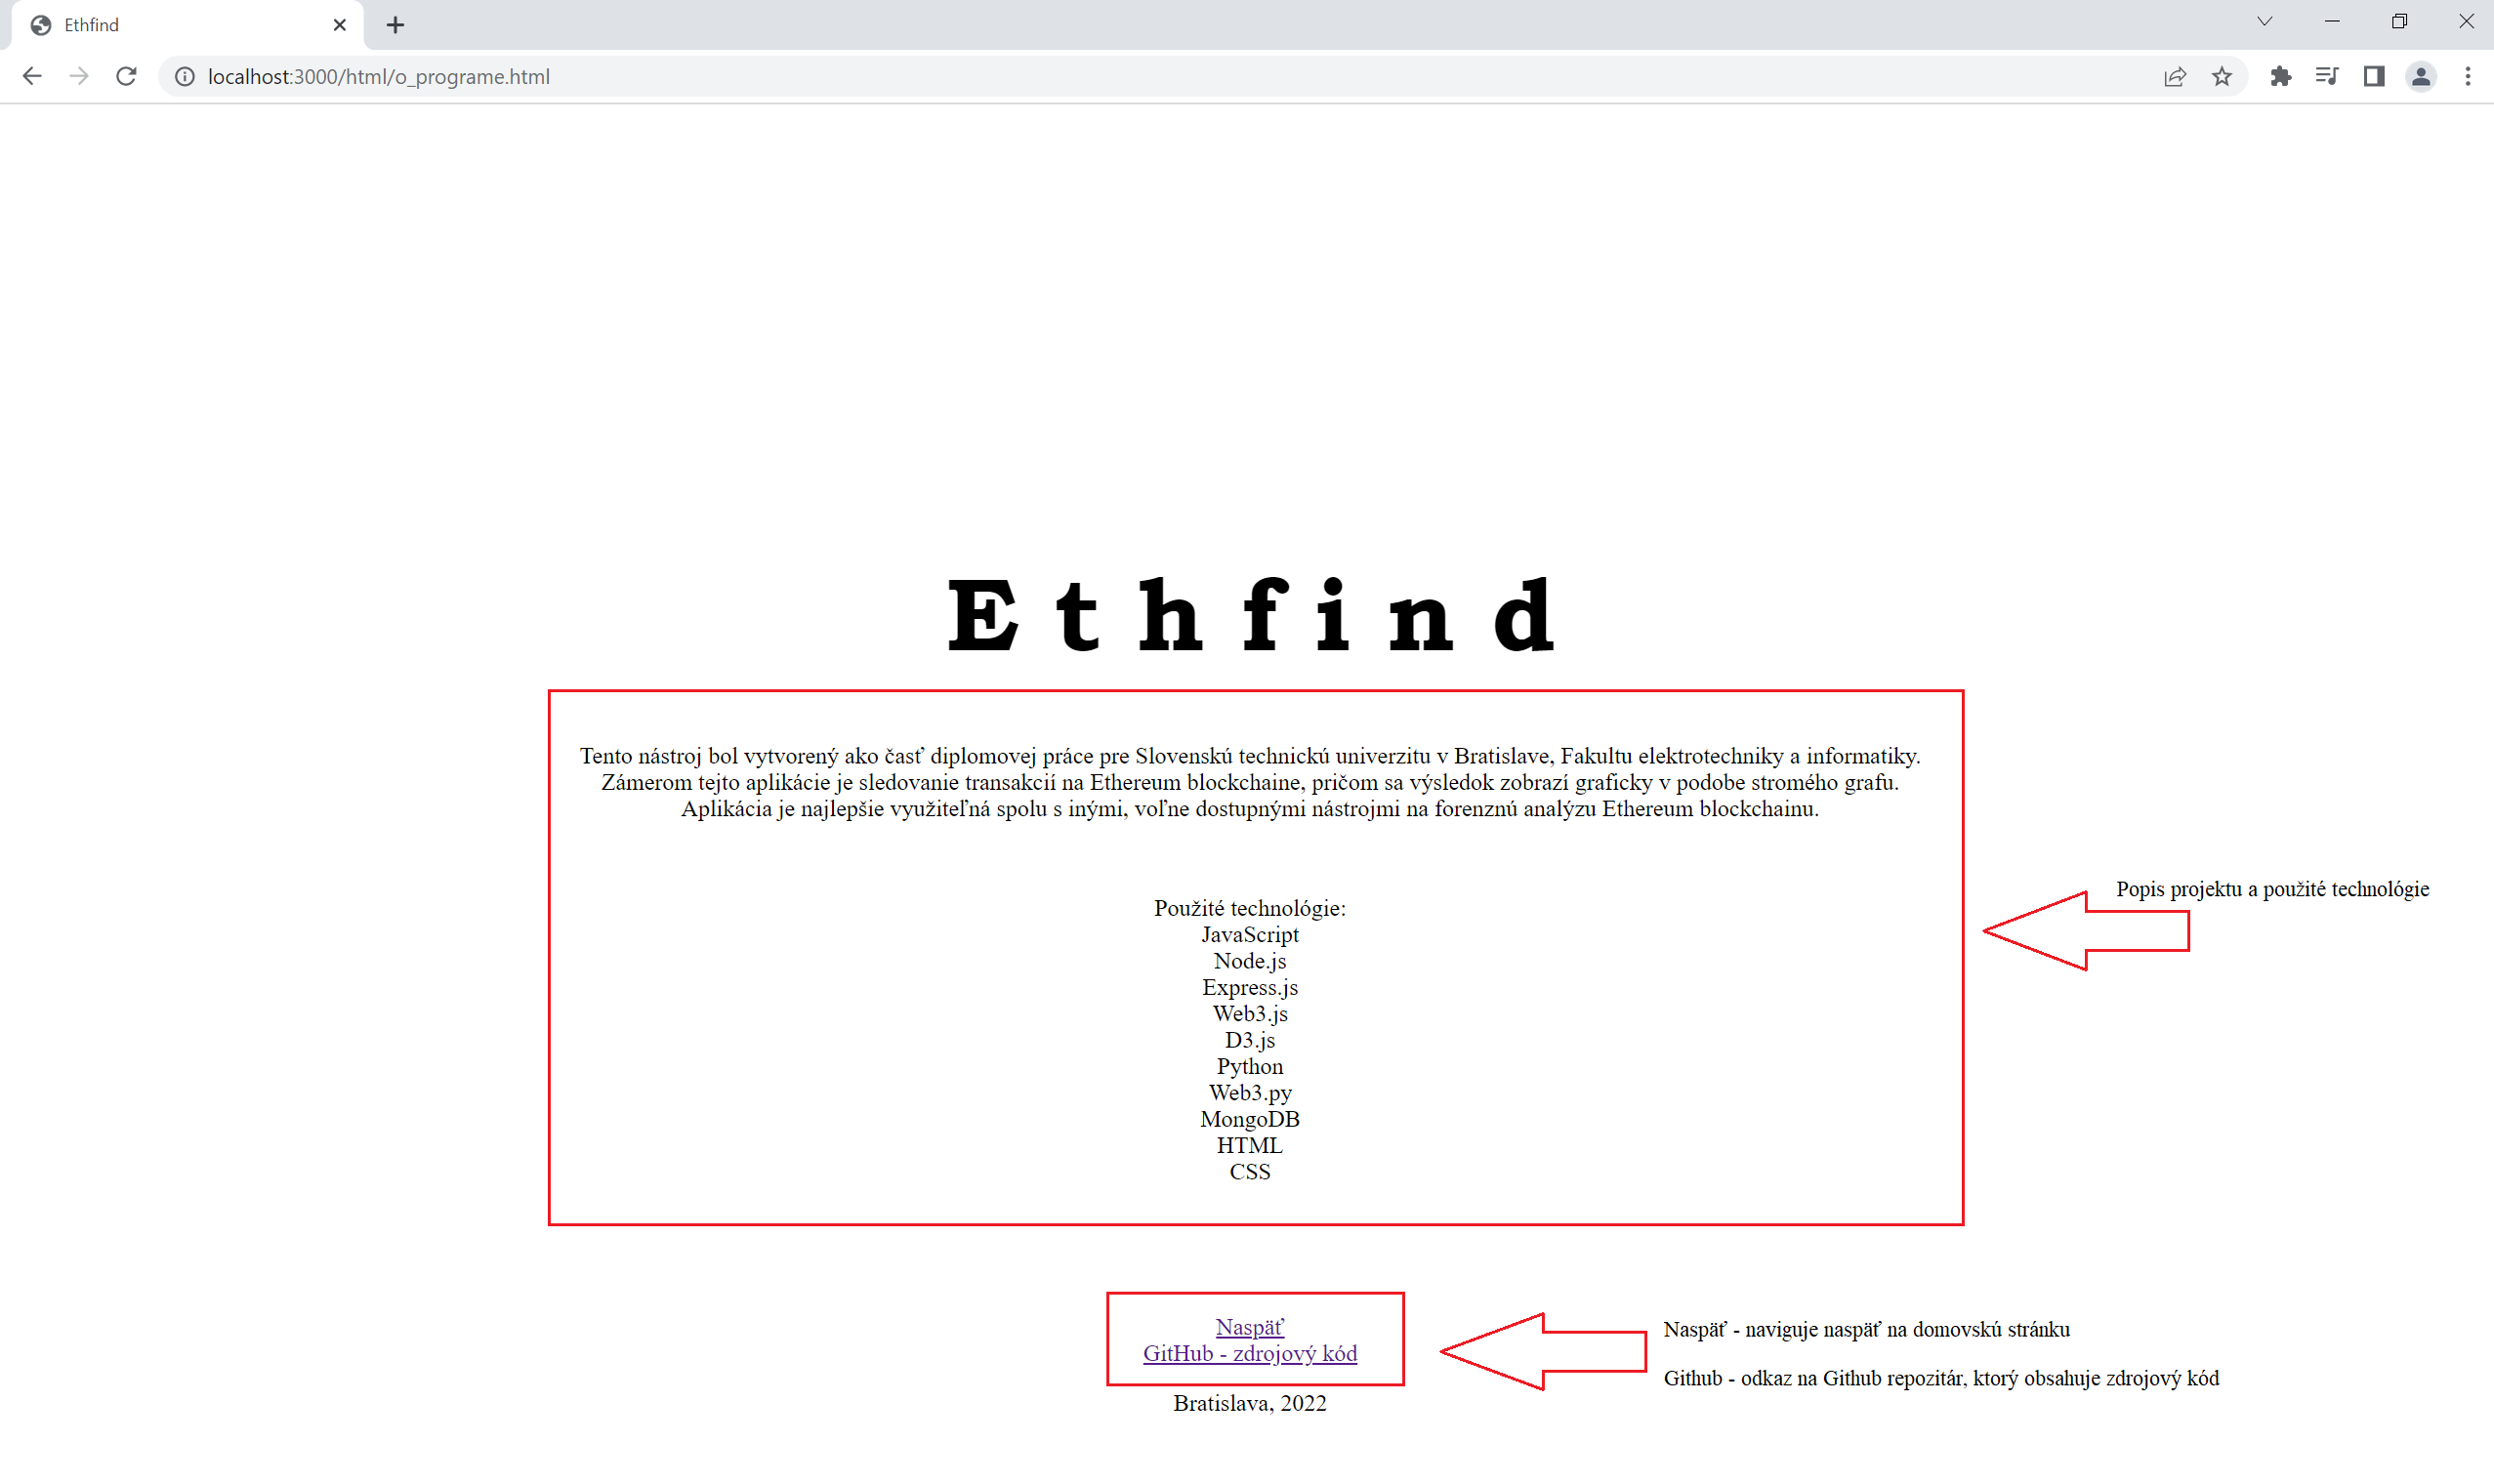 Ethfind
localhost:3000/html/o_programe.html
E t h f i n d
Tento nástroj bol vytvorený ako časť diplomovej práce pre Slovenskú technickú univerzitu v Bratislave, Fakultu elektrotechniky a informatiky.
Zámerom tejto aplikácie je sledovanie transakcií na Ethereum blockchaine, pričom sa výsledok zobrazí graficky v podobe stromého grafu.
Aplikácia je najlepšie využiteľná spolu s inými, voľne dostupnými nástrojmi na forenznú analýzu Ethereum blockchainu.
Popis projektu a použité technológie
Použité technológie:
JavaScript
Node.js
Express.js
Web3.js
D3.js
Python
Web3.py
MongoDB
HTML
CSS
Naspäť
GitHub - zdrojový kód
Naspäť - naviguje naspäť na domovskú stránku
Github - odkaz na Github repozitár, ktorý obsahuje zdrojový kód
Bratislava, 2022